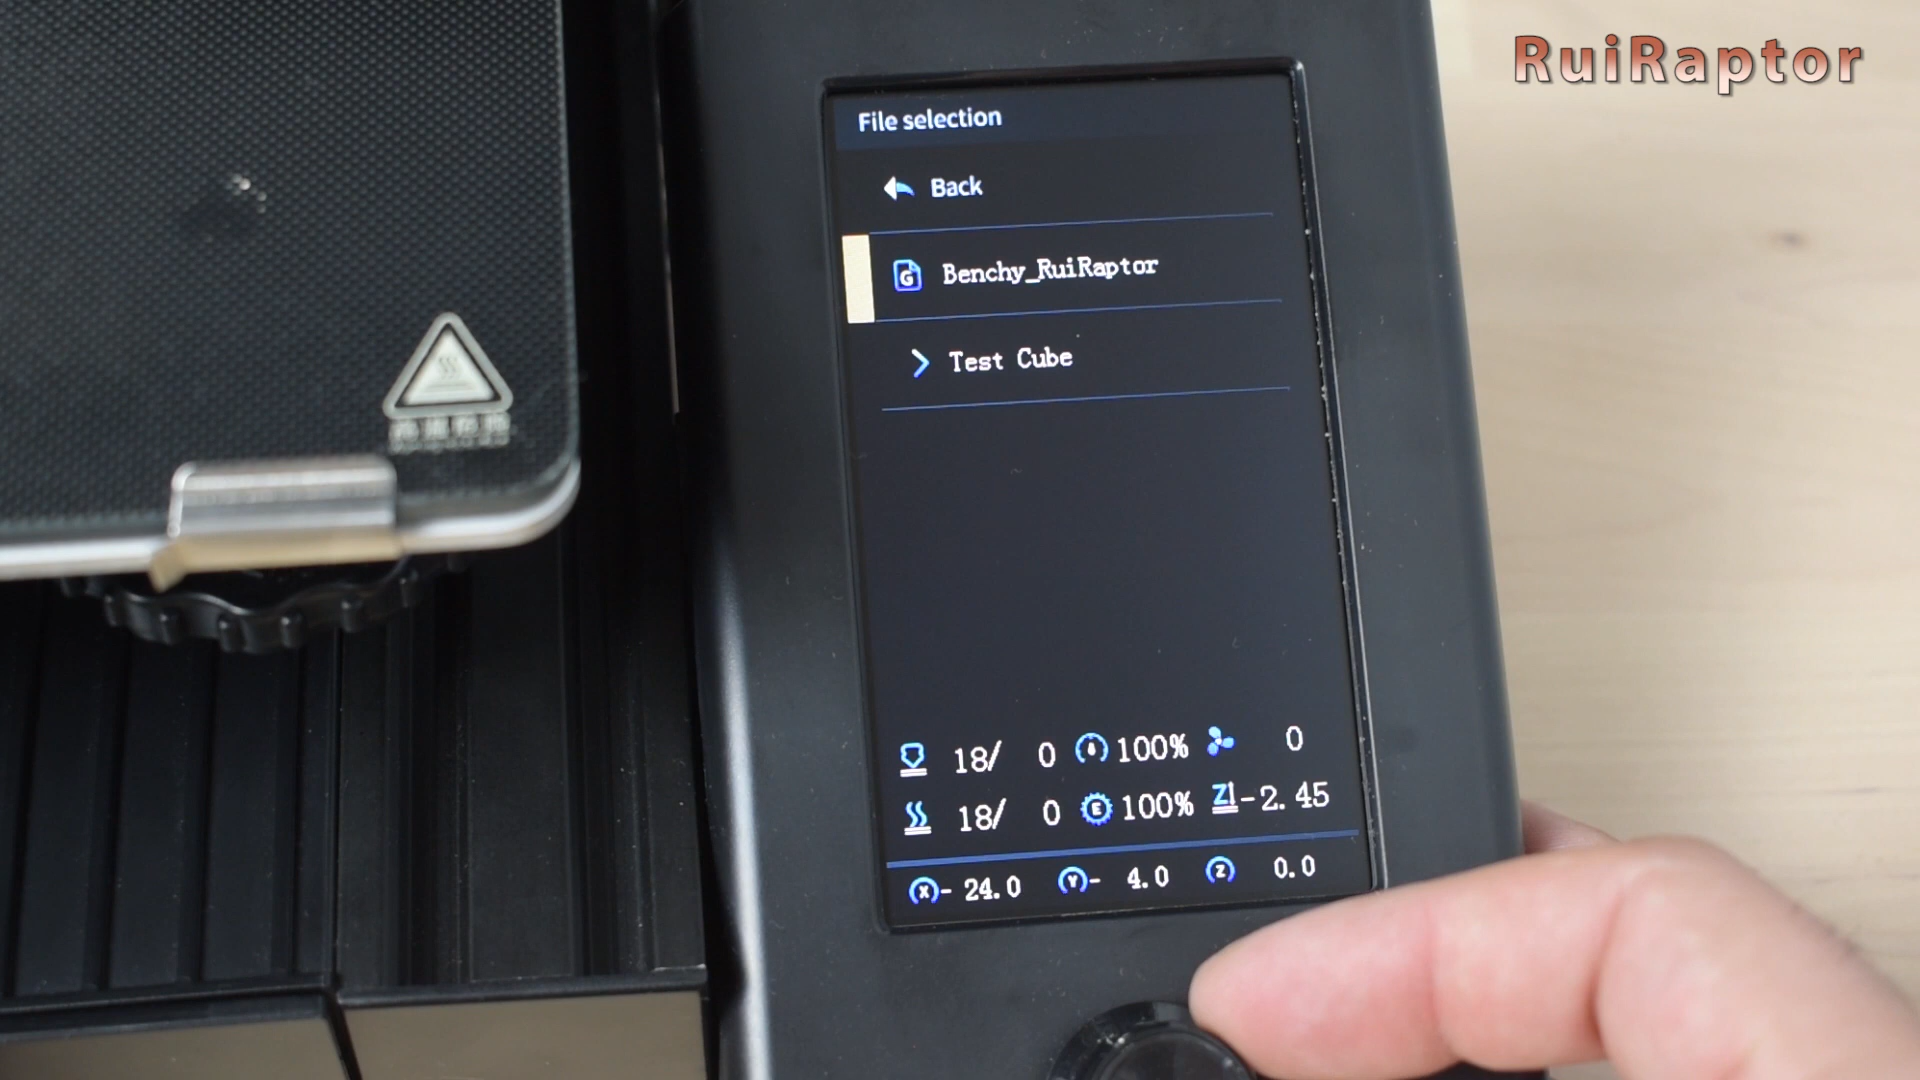 RuiRaptor
File selection
Back
G Benchy_RuiRaptor
Test Cube
18/ 0 100% 0
18/ 0 E 100% Z -2.45
X - 24.0 Y - 4.0 Z 0.0